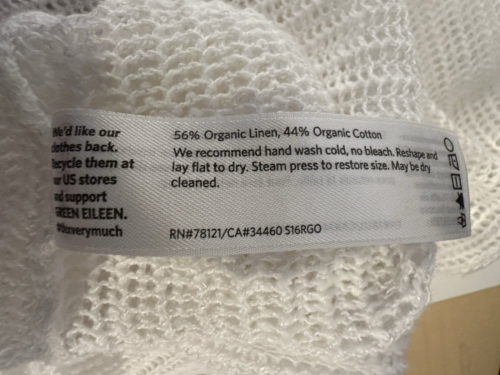 We'd like our
clothes back.
Recycle them at
our US stores
and support
GREEN EILEEN.
#thnverymuch
56% Organic Linen, 44% Organic Cotton
We recommend hand wash cold, no bleach. Reshape and
lay flat to dry. Steam press to restore size. May be dry
cleaned.
RN#78121/CA#34460 S16RGO